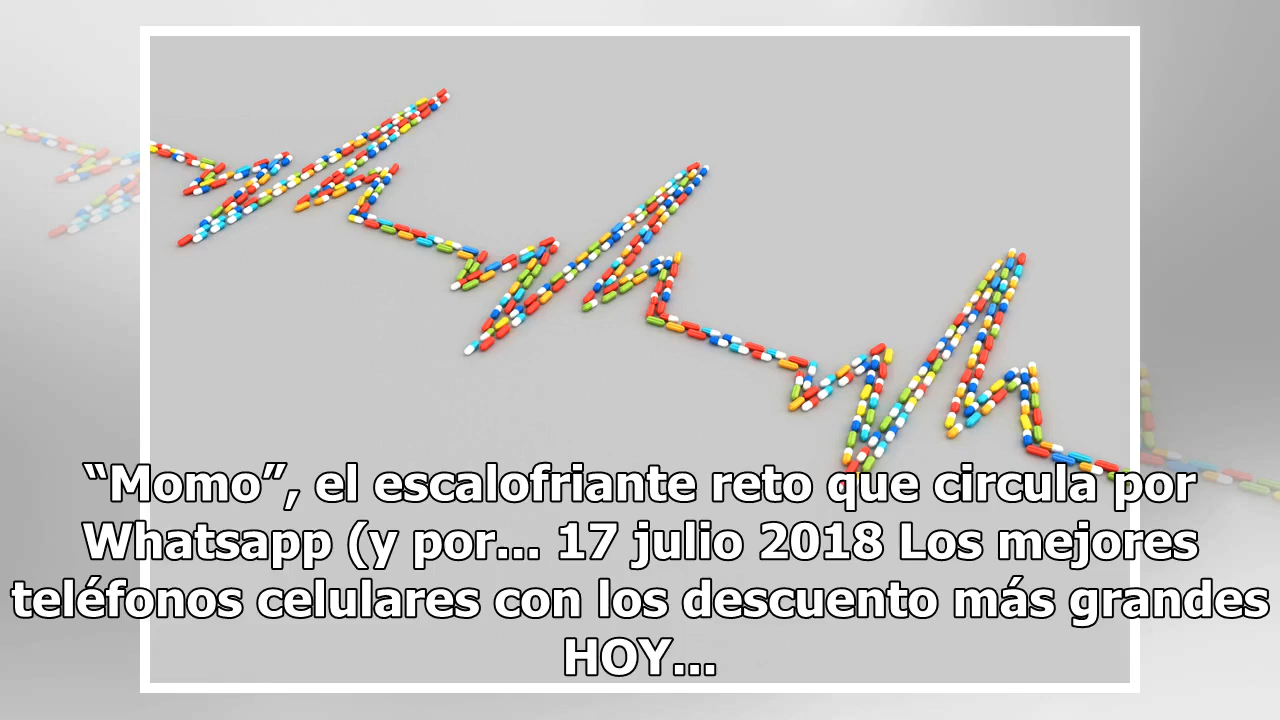 “Momo”, el escalofriante reto que circula por
Whatsapp (y por... 17 julio 2018 Los mejores
teléfonos celulares con los descuento más grandes
HOY...